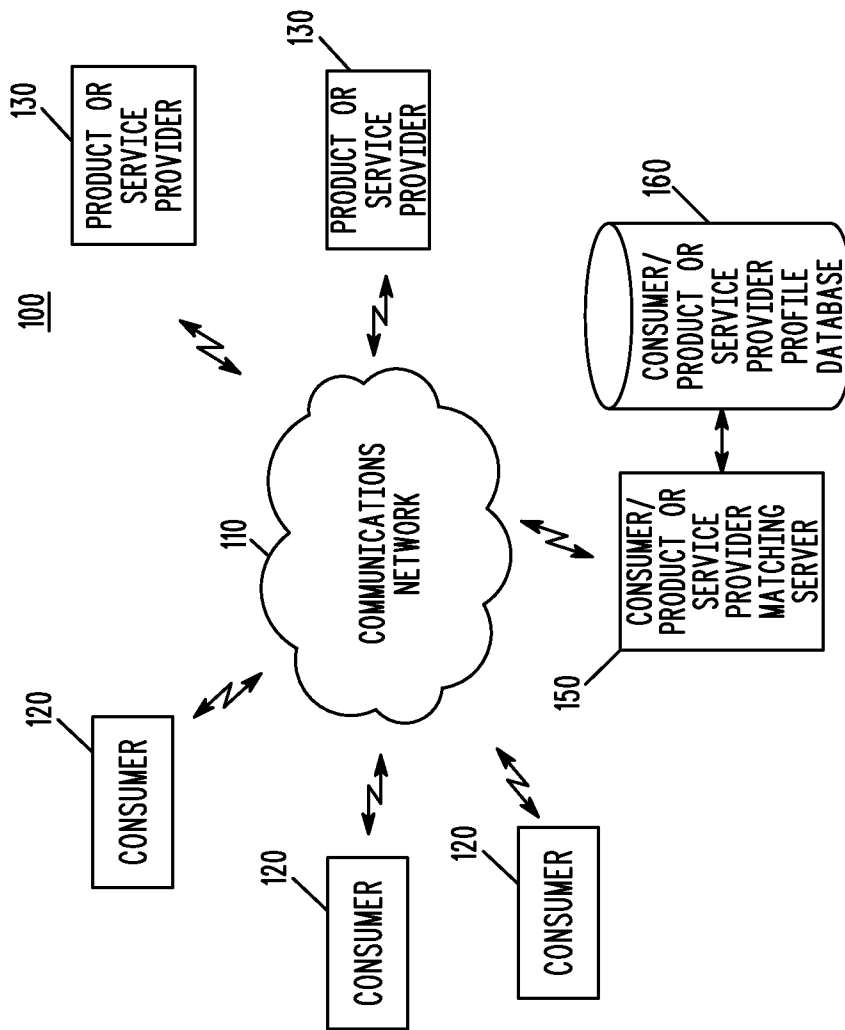 100
130
PRODUCT OR
SERVICE
PROVIDER
130
PRODUCT OR
SERVICE
PROVIDER
110
COMMUNICATIONS
NETWORK
120
CONSUMER
120
CONSUMER
120
CONSUMER
150
CONSUMER/
PRODUCT OR
SERVICE
PROVIDER
MATCHING
SERVER
160
CONSUMER/
PRODUCT OR
SERVICE
PROVIDER
PROFILE
DATABASE